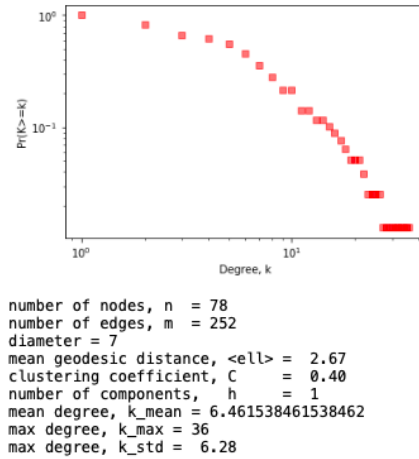 10⁰
10⁻¹
Pr(K>=k)
10⁰ 10¹
Degree, k
number of nodes, n = 78
number of edges, m = 252
diameter = 7
mean geodesic distance, <ell> = 2.67
clustering coefficient, C = 0.40
number of components, h = 1
mean degree, k_mean = 6.461538461538462
max degree, k_max = 36
max degree, k_std = 6.28